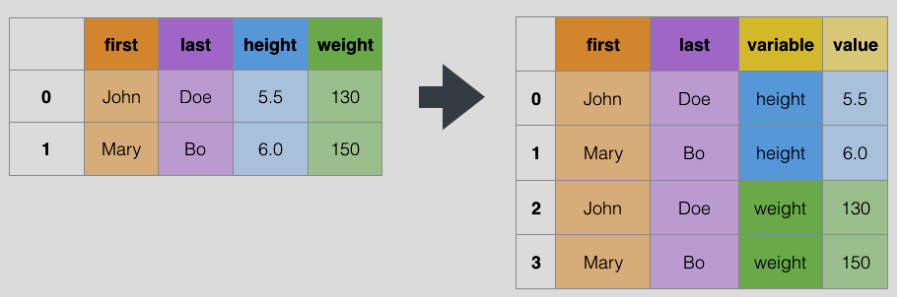 first last height weight
0 John Doe 5.5 130
1 Mary Bo 6.0 150
first last variable value
0 John Doe height 5.5
1 Mary Bo height 6.0
2 John Doe weight 130
3 Mary Bo weight 150